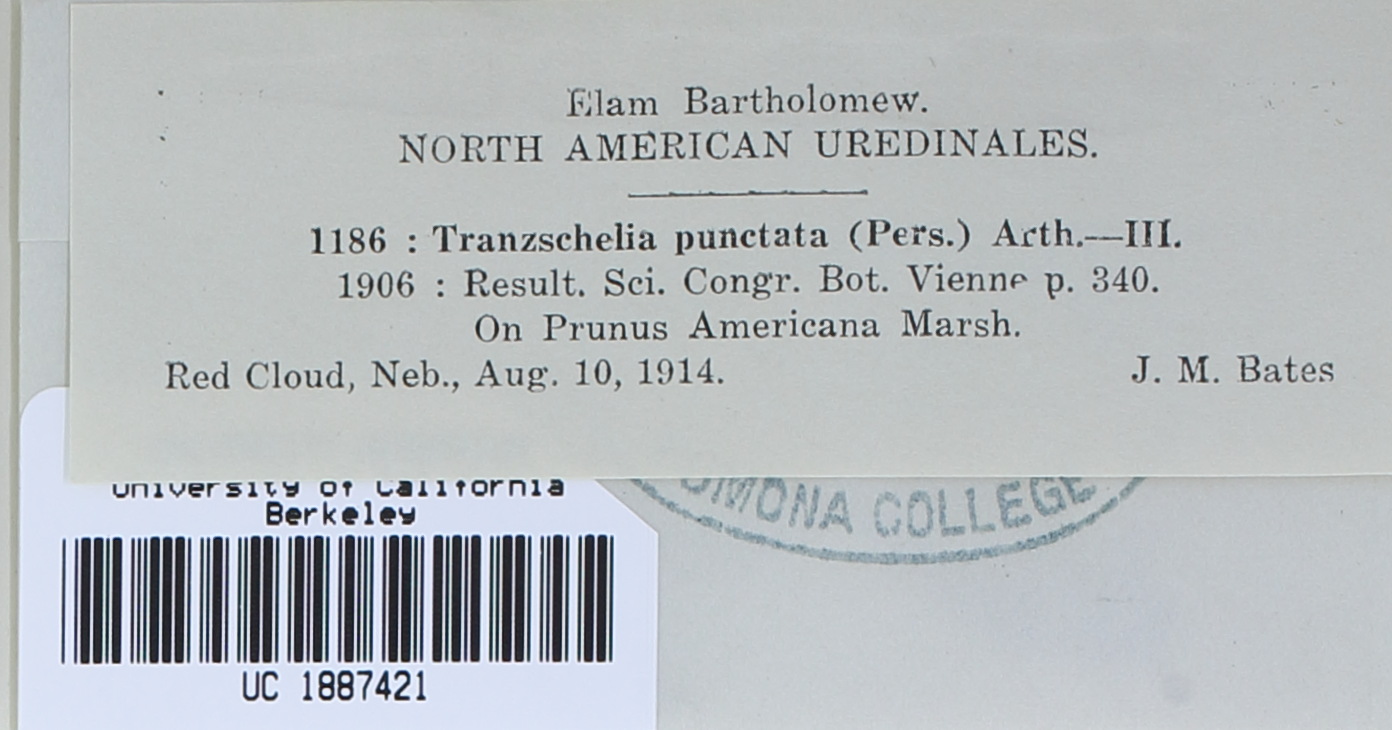 Elam Bartholomew.
NORTH AMERICAN UREDINALES.
1186 : Tranzschelia punctata (Pers.) Arth.—III.
1906 : Result. Sci. Congr. Bot. Vienne p. 340.
On Prunus Americana Marsh.
Red Cloud, Neb., Aug. 10, 1914. J. M. Bates
University of California
Berkeley
UC 1887421
POMONA COLLEGE